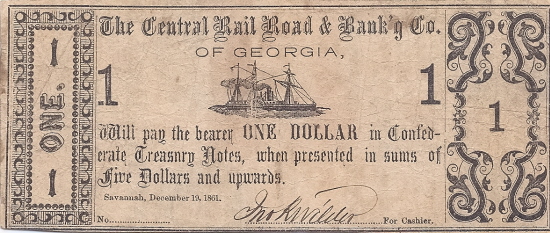 The Central Rail Road & Bank'g Co.
OF GEORGIA,
1
ONE.
1
1
1
1
Will pay the bearer ONE DOLLAR in Confed-
erate Treasnry Notes, when presented in sums of
Five Dollars and upwards.
Savannah, December 19, 1861.
No. For Cashier.